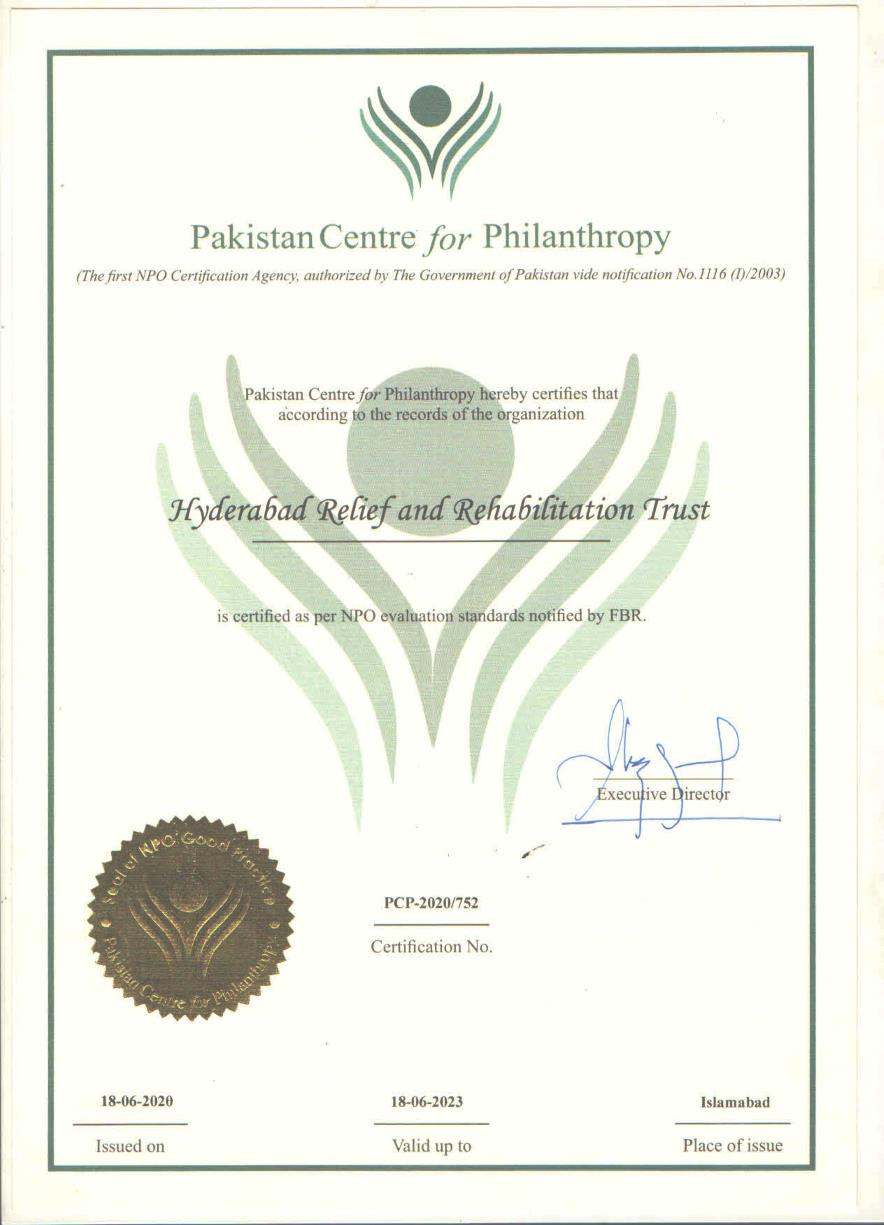 Pakistan Centre for Philanthropy
(The first NPO Certification Agency, authorized by The Government of Pakistan vide notification No.1116 (I)/2003)
Pakistan Centre for Philanthropy hereby certifies that
according to the records of the organization
Hyderabad Relief and Rehabilitation Trust
is certified as per NPO evaluation standards notified by FBR.
Executive Director
Seal of NPO Good Practice
Pakistan Centre for Philanthropy
PCP-2020/752
Certification No.
18-06-2020
Issued on
18-06-2023
Valid up to
Islamabad
Place of issue